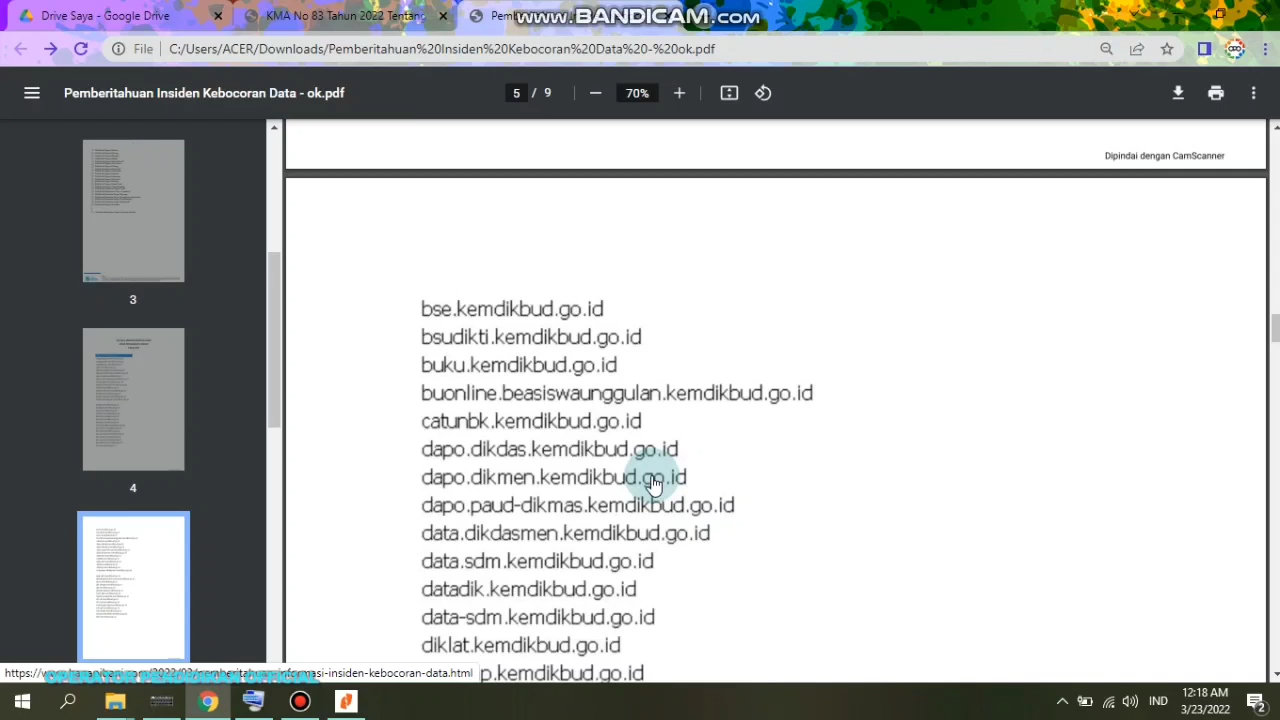 Drive Saya - Google Drive
KMA No 83 Tahun 2022 Tentang
www.BANDICAM.com
File
C:/Users/ACER/Downloads/Pemberitahuan%20Insiden%20Kebocoran%20Data%20-%20ok.pdf
Pemberitahuan Insiden Kebocoran Data - ok.pdf
5 / 9
70%
Dipindai dengan CamScanner
3
4
bse.kemdikbud.go.id
bsudikti.kemdikbud.go.id
buku.kemdikbud.go.id
buonline.beasiswaunggulan.kemdikbud.go.id
catunbk.kemdikbud.go.id
dapo.dikdas.kemdikbud.go.id
dapo.dikmen.kemdikbud.go.id
dapo.paud-dikmas.kemdikbud.go.id
data.dikdasmen.kemdikbud.go.id
data.sdm.kemdikbud.go.id
datadik.kemdikbud.go.id
data-sdm.kemdikbud.go.id
diklat.kemdikbud.go.id
p.kemdikbud.go.id
IND
12:18 AM
3/23/2022
2